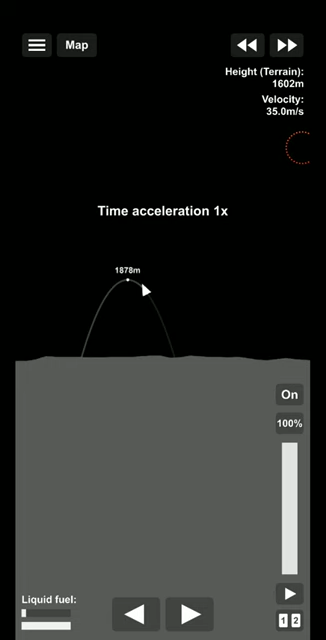 Map
Height (Terrain):
1602m
Velocity:
35.0m/s
Time acceleration 1x
1878m
On
100%
Liquid fuel:
1 2